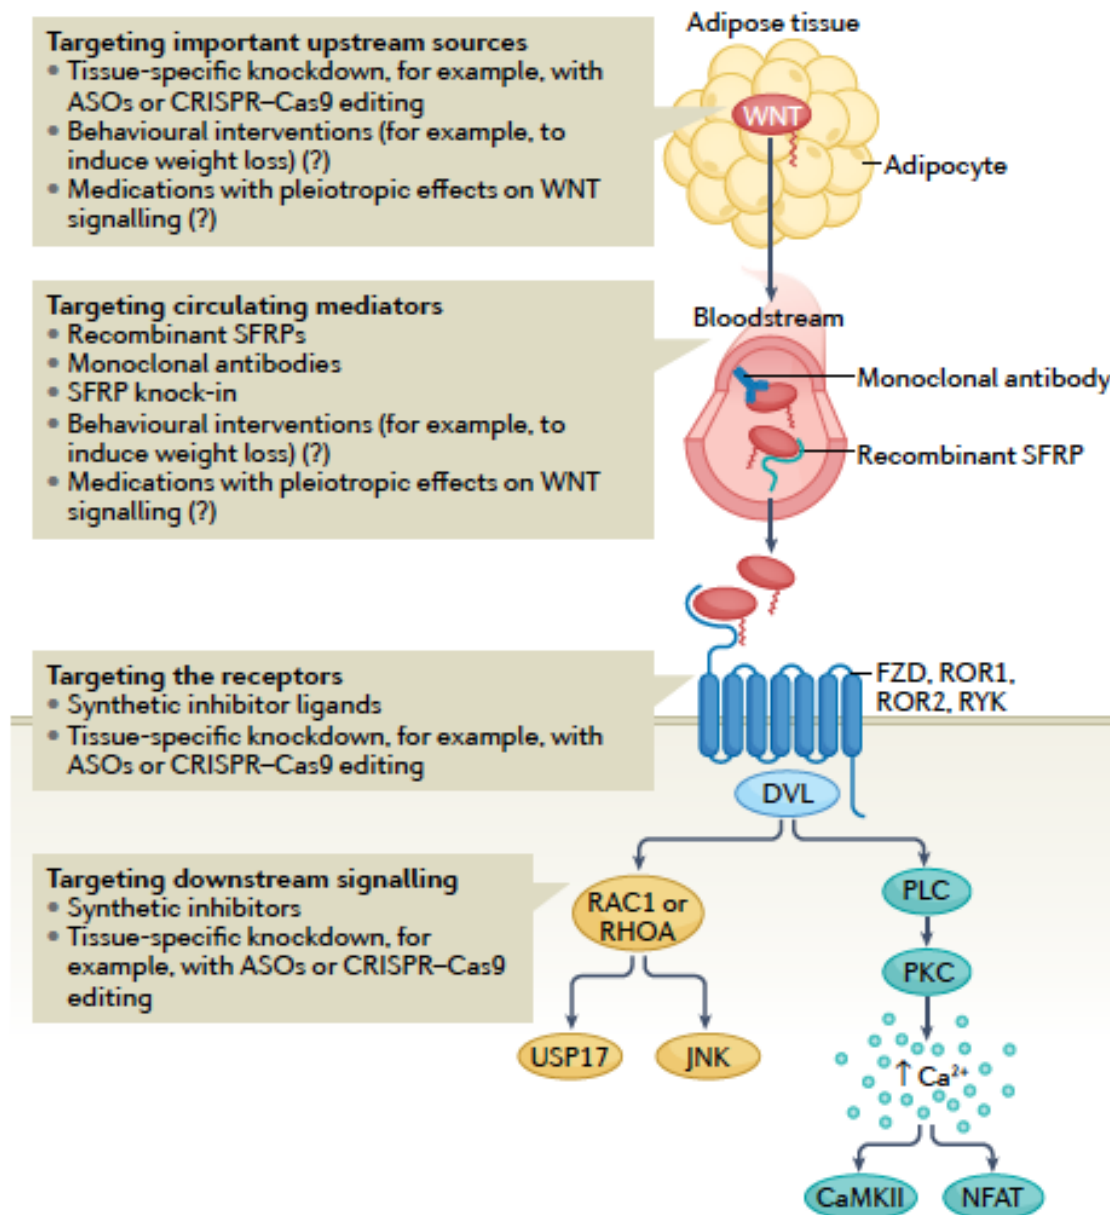 Targeting important upstream sources
• Tissue-specific knockdown, for example, with
ASOs or CRISPR–Cas9 editing
• Behavioural interventions (for example, to
induce weight loss) (?)
• Medications with pleiotropic effects on WNT
signalling (?)
Adipose tissue
WNT
Adipocyte
Targeting circulating mediators
• Recombinant SFRPs
• Monoclonal antibodies
• SFRP knock-in
• Behavioural interventions (for example, to
induce weight loss) (?)
• Medications with pleiotropic effects on WNT
signalling (?)
Bloodstream
Monoclonal antibody
Recombinant SFRP
Targeting the receptors
• Synthetic inhibitor ligands
• Tissue-specific knockdown, for example, with
ASOs or CRISPR–Cas9 editing
FZD, ROR1,
ROR2, RYK
DVL
Targeting downstream signalling
• Synthetic inhibitors
• Tissue-specific knockdown, for
example, with ASOs or CRISPR–Cas9
editing
RAC1 or
RHOA
PLC
PKC
USP17
JNK
↑ Ca²⁺
CaMKII
NFAT